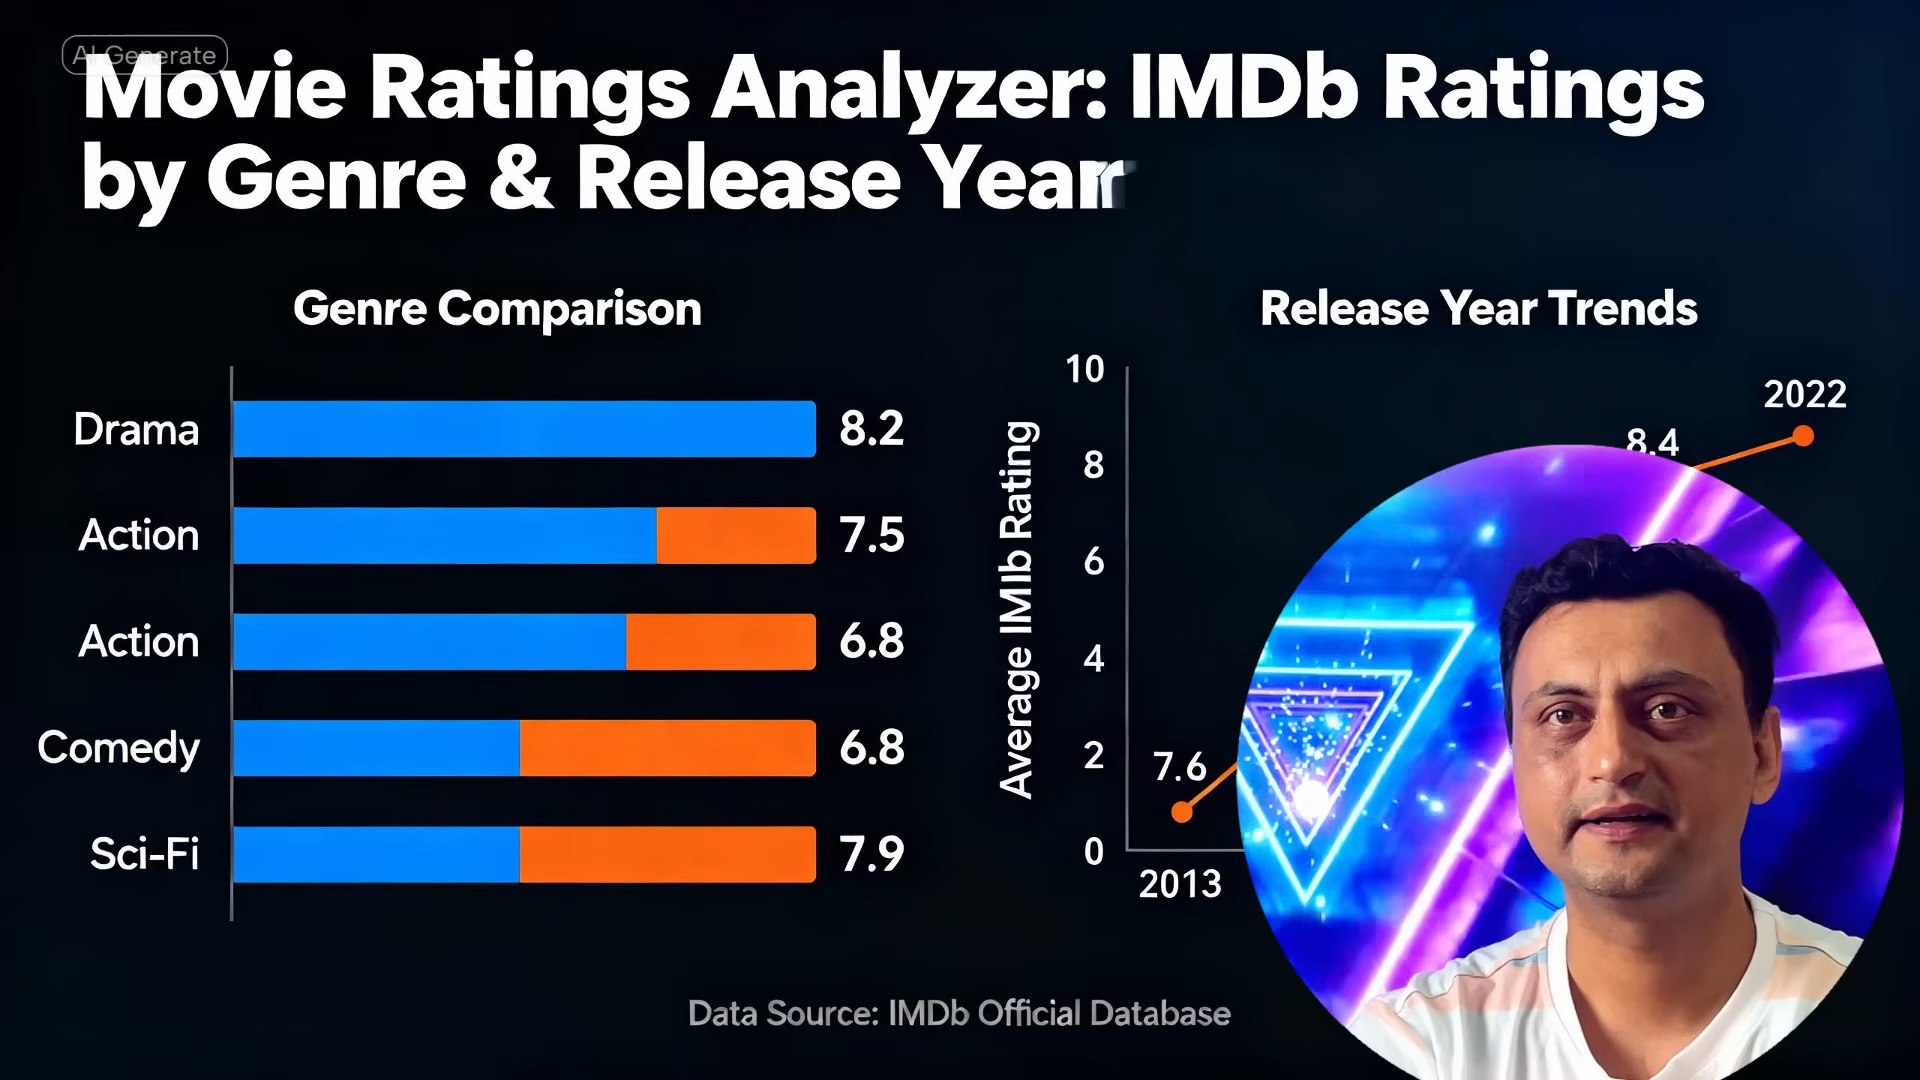 AI Generate
Movie Ratings Analyzer: IMDb Ratings
by Genre & Release Year
Genre Comparison
Drama 8.2
Action 7.5
Action 6.8
Comedy 6.8
Sci-Fi 7.9
Release Year Trends
Average IMIb Rating
10
8
6
4
2
0
2022
8.4
7.6
2013
Data Source: IMDb Official Database